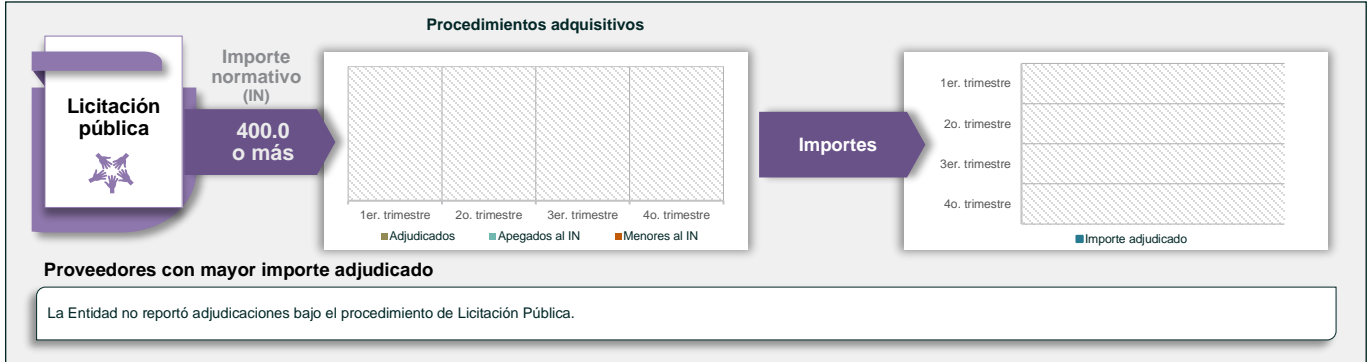 Procedimientos adquisitivos
Licitación
pública
Importe
normativo
(IN)
400.0
o más
1er. trimestre 2o. trimestre 3er. trimestre 4o. trimestre
Adjudicados Apegados al IN Menores al IN
Importes
1er. trimestre
2o. trimestre
3er. trimestre
4o. trimestre
Importe adjudicado
Proveedores con mayor importe adjudicado
La Entidad no reportó adjudicaciones bajo el procedimiento de Licitación Pública.